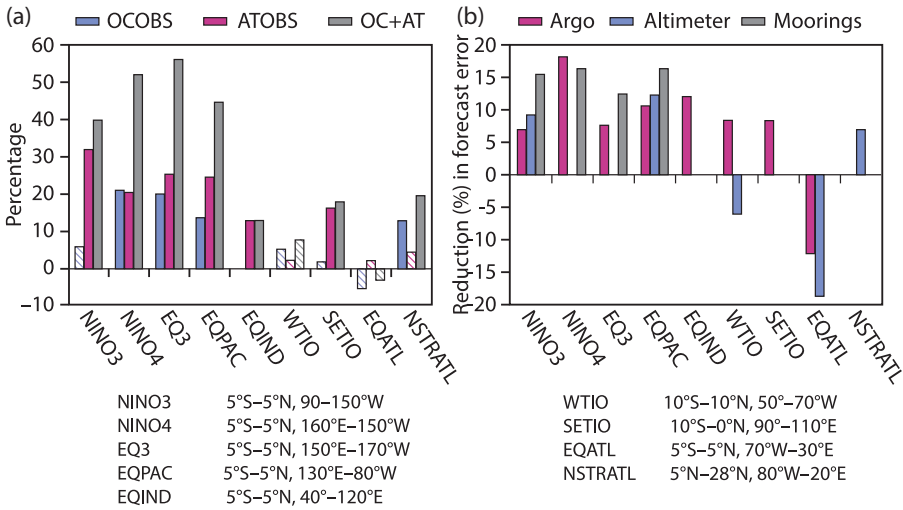 (a)
OCOBS ATOBS OC+AT
Percentage
60
50
40
30
20
10
0
−10
NINO3 NINO4 EQ3 EQPAC EQIND WTIO SETIO EQATL NSTRATL
(b)
Argo Altimeter Moorings
Reduction (%) in forecast error
20
15
10
5
0
-5
-10
-15
-20
NINO3 NINO4 EQ3 EQPAC EQIND WTIO SETIO EQATL NSTRATL
NINO3 5°S–5°N, 90–150°W
NINO4 5°S–5°N, 160°E–150°W
EQ3 5°S–5°N, 150°E–170°W
EQPAC 5°S–5°N, 130°E–80°W
EQIND 5°S–5°N, 40°–120°E
WTIO 10°S–10°N, 50°–70°W
SETIO 10°S–0°N, 90°–110°E
EQATL 5°S–5°N, 70°W–30°E
NSTRATL 5°N–28°N, 80°W–20°E